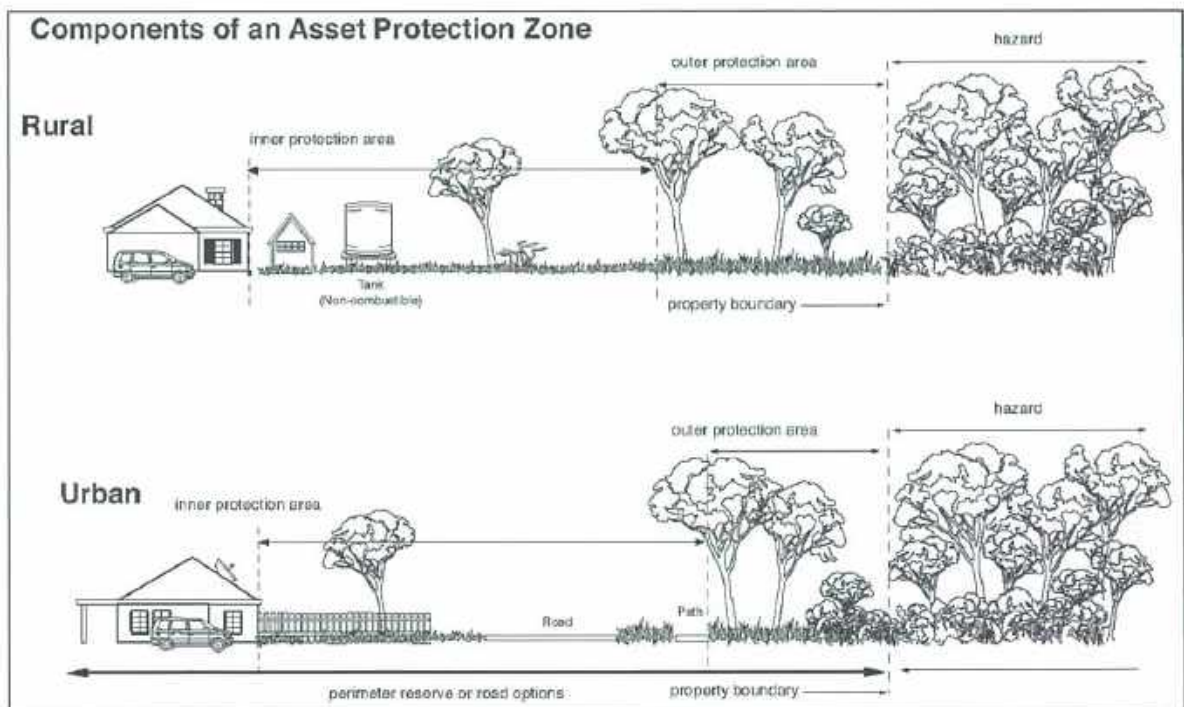 Components of an Asset Protection Zone
hazard
outer protection area
Rural
inner protection area
Tank
(Non-combustible)
property boundary
hazard
outer protection area
Urban
inner protection area
Path
Road
perimeter reserve or road options
property boundary